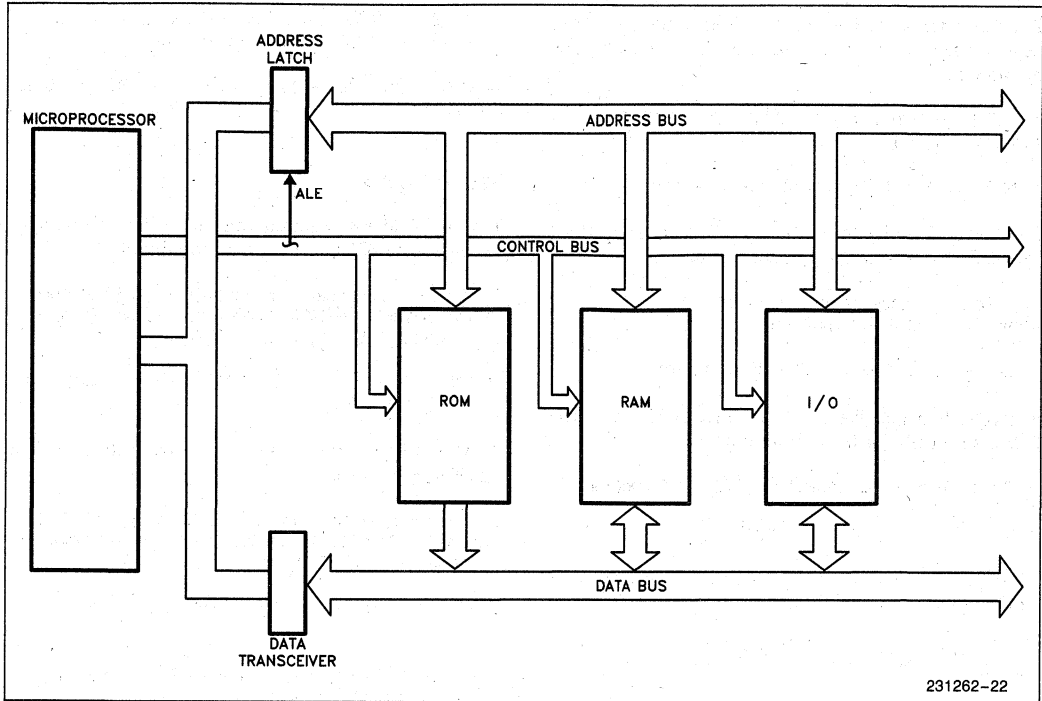 ADDRESS
LATCH
MICROPROCESSOR
ADDRESS BUS
ALE
CONTROL BUS
ROM
RAM
I/O
DATA BUS
DATA
TRANSCEIVER
231262-22